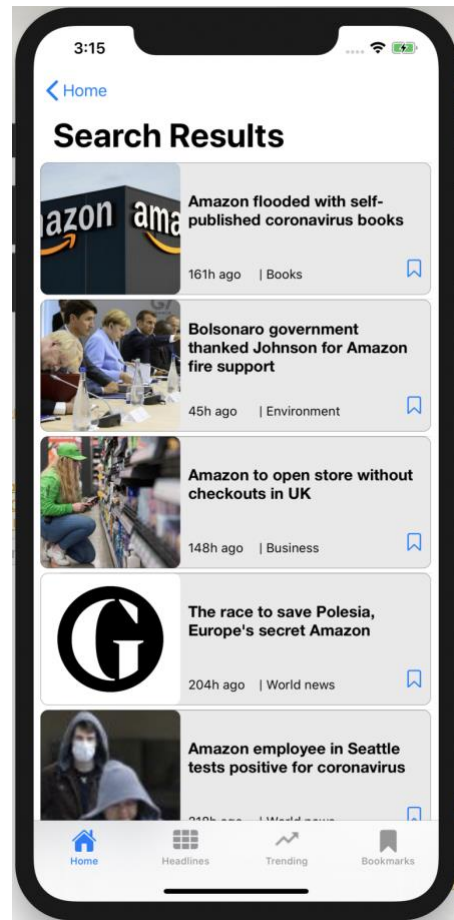 3:15
Home
Search Results
azon ama
Amazon flooded with self-
published coronavirus books
161h ago | Books
Bolsonaro government
thanked Johnson for Amazon
fire support
45h ago | Environment
Amazon to open store without
checkouts in UK
148h ago | Business
G
The race to save Polesia,
Europe's secret Amazon
204h ago | World news
Amazon employee in Seattle
tests positive for coronavirus
Home Headlines Trending Bookmarks